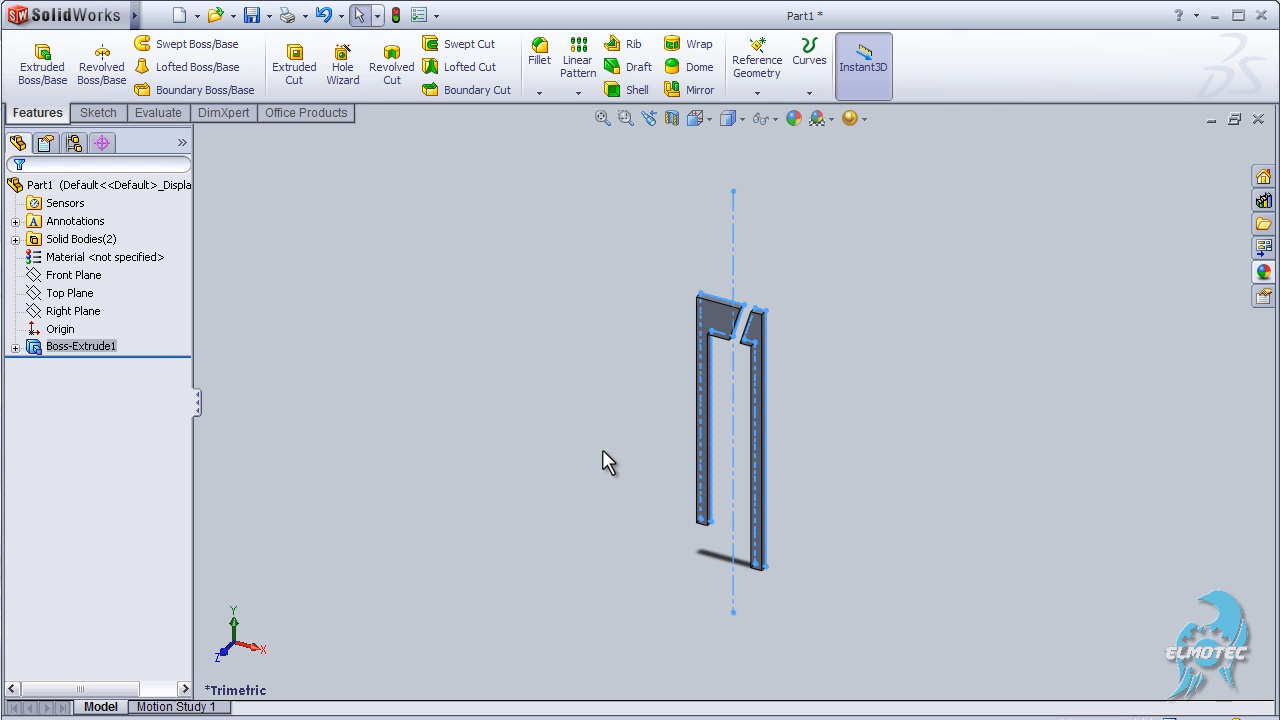 SolidWorks
Part1 *
Extruded Boss/Base
Revolved Boss/Base
Swept Boss/Base
Lofted Boss/Base
Boundary Boss/Base
Extruded Cut
Hole Wizard
Revolved Cut
Swept Cut
Lofted Cut
Boundary Cut
Fillet
Linear Pattern
Rib
Draft
Shell
Wrap
Dome
Mirror
Reference Geometry
Curves
Instant3D
Features
Sketch
Evaluate
DimXpert
Office Products
Part1 (Default<<Default>_Displa
Sensors
Annotations
Solid Bodies(2)
Material <not specified>
Front Plane
Top Plane
Right Plane
Origin
Boss-Extrude1
Y
X
Z
*Trimetric
ELMOTEC
Model
Motion Study 1